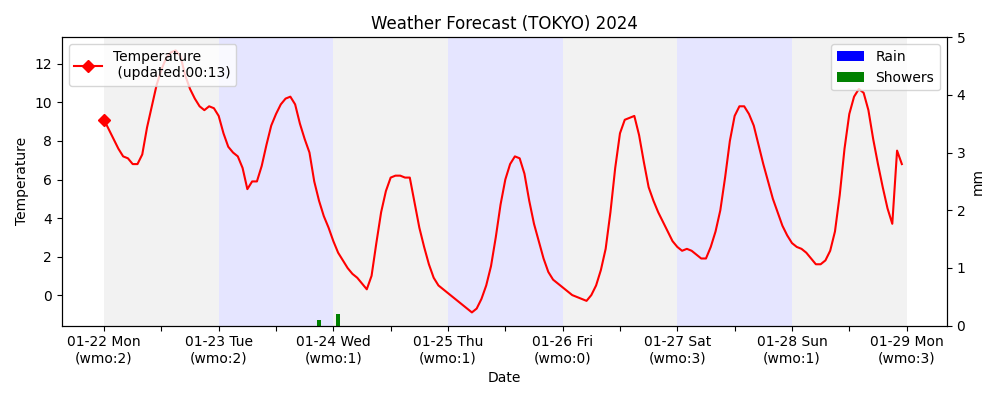 Weather Forecast (TOKYO) 2024
Temperature
(updated:00:13)
Rain
Showers
12
10
8
6
4
2
0
Temperature
5
4
3
2
1
0
mm
01-22 Mon
(wmo:2)
01-23 Tue
(wmo:2)
01-24 Wed
(wmo:1)
01-25 Thu
(wmo:1)
01-26 Fri
(wmo:0)
01-27 Sat
(wmo:3)
01-28 Sun
(wmo:1)
01-29 Mon
(wmo:3)
Date